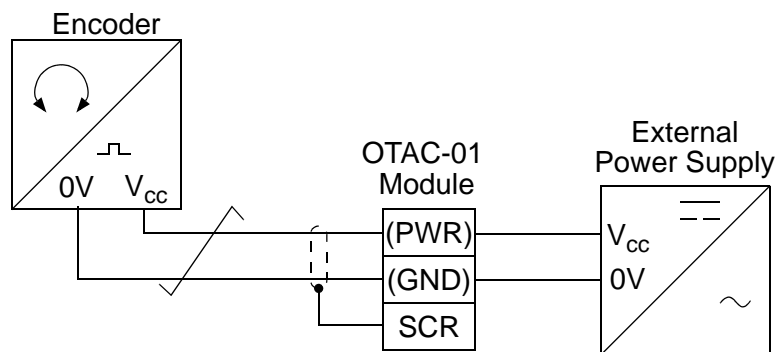 Encoder
0V Vcc
OTAC-01
Module
(PWR)
(GND)
SCR
External
Power Supply
Vcc
0V